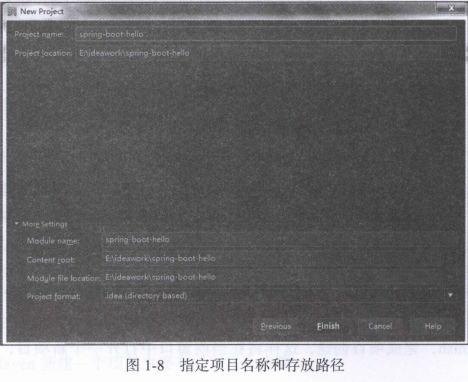 New Project
Project name: spring-boot-hello
Project location: E:\ideawork\spring-boot-hello
More Settings
Module name: spring-boot-hello
Content root: E:\ideawork\spring-boot-hello
Module file location: E:\ideawork\spring-boot-hello
Project format: .idea (directory based)
Previous Finish Cancel Help
图 1-8 指定项目名称和存放路径